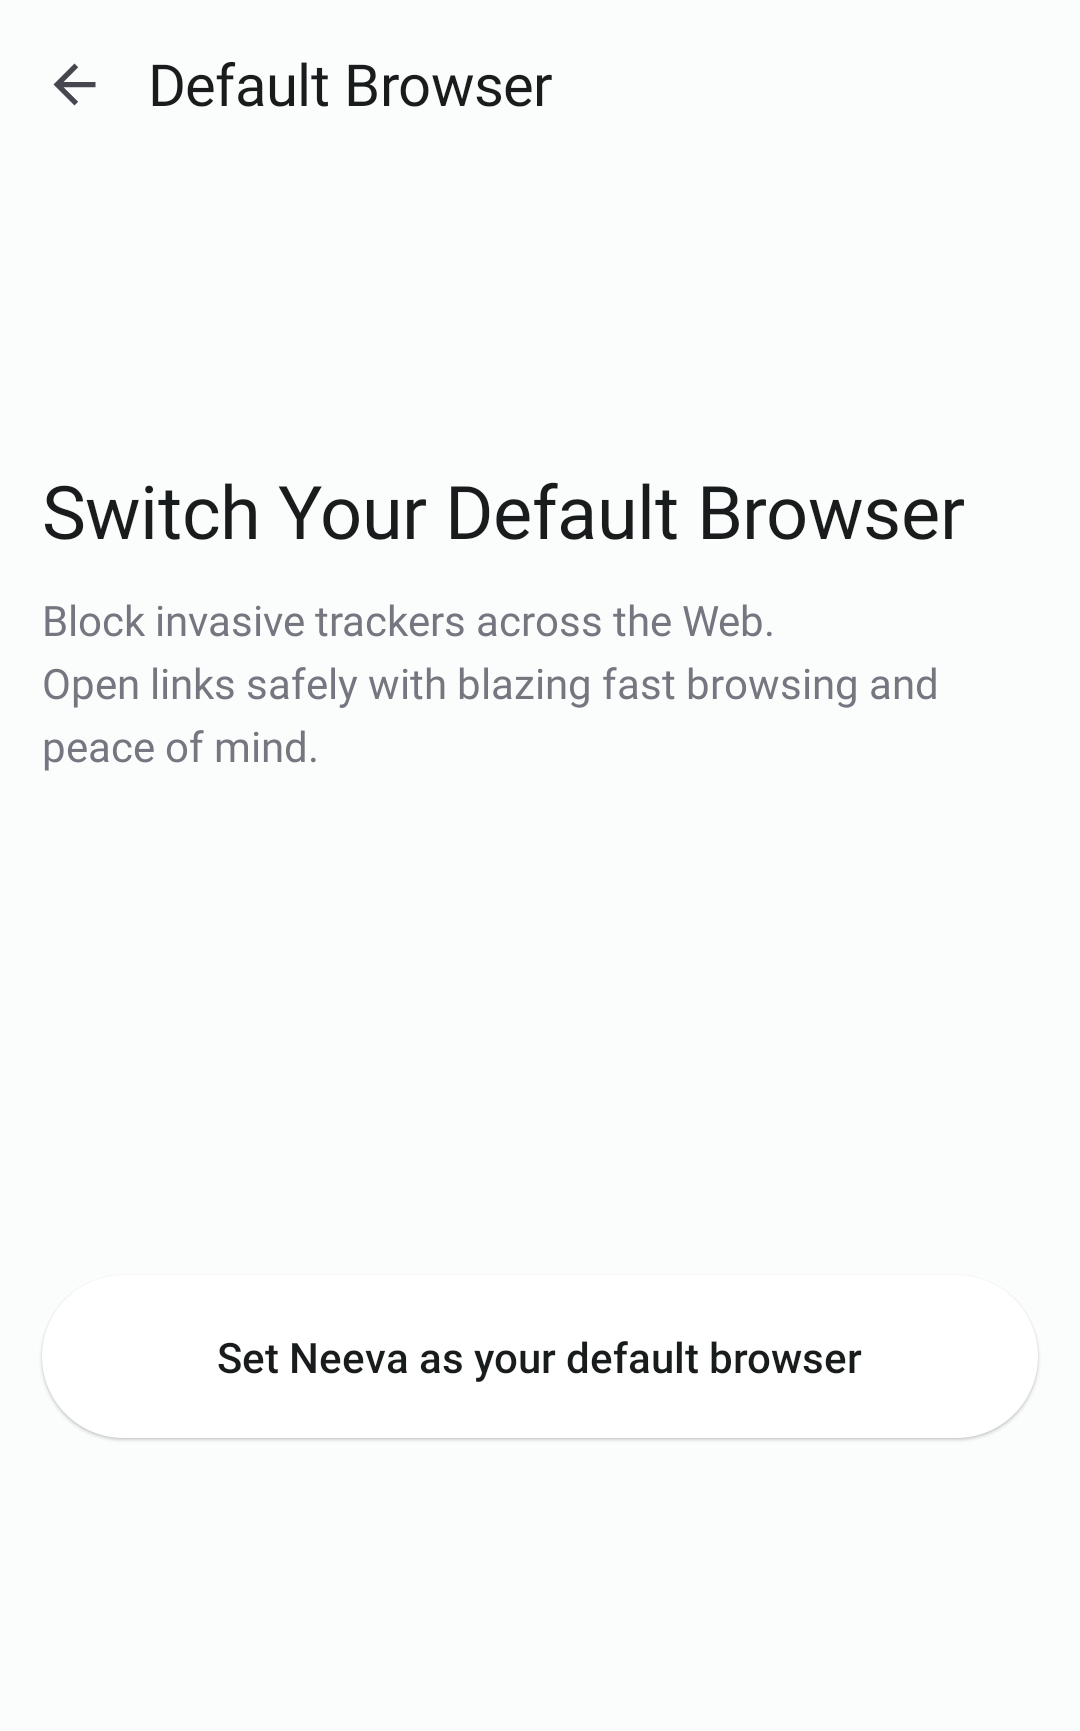 Default Browser
Switch Your Default Browser
Block invasive trackers across the Web.
Open links safely with blazing fast browsing and
peace of mind.
Set Neeva as your default browser